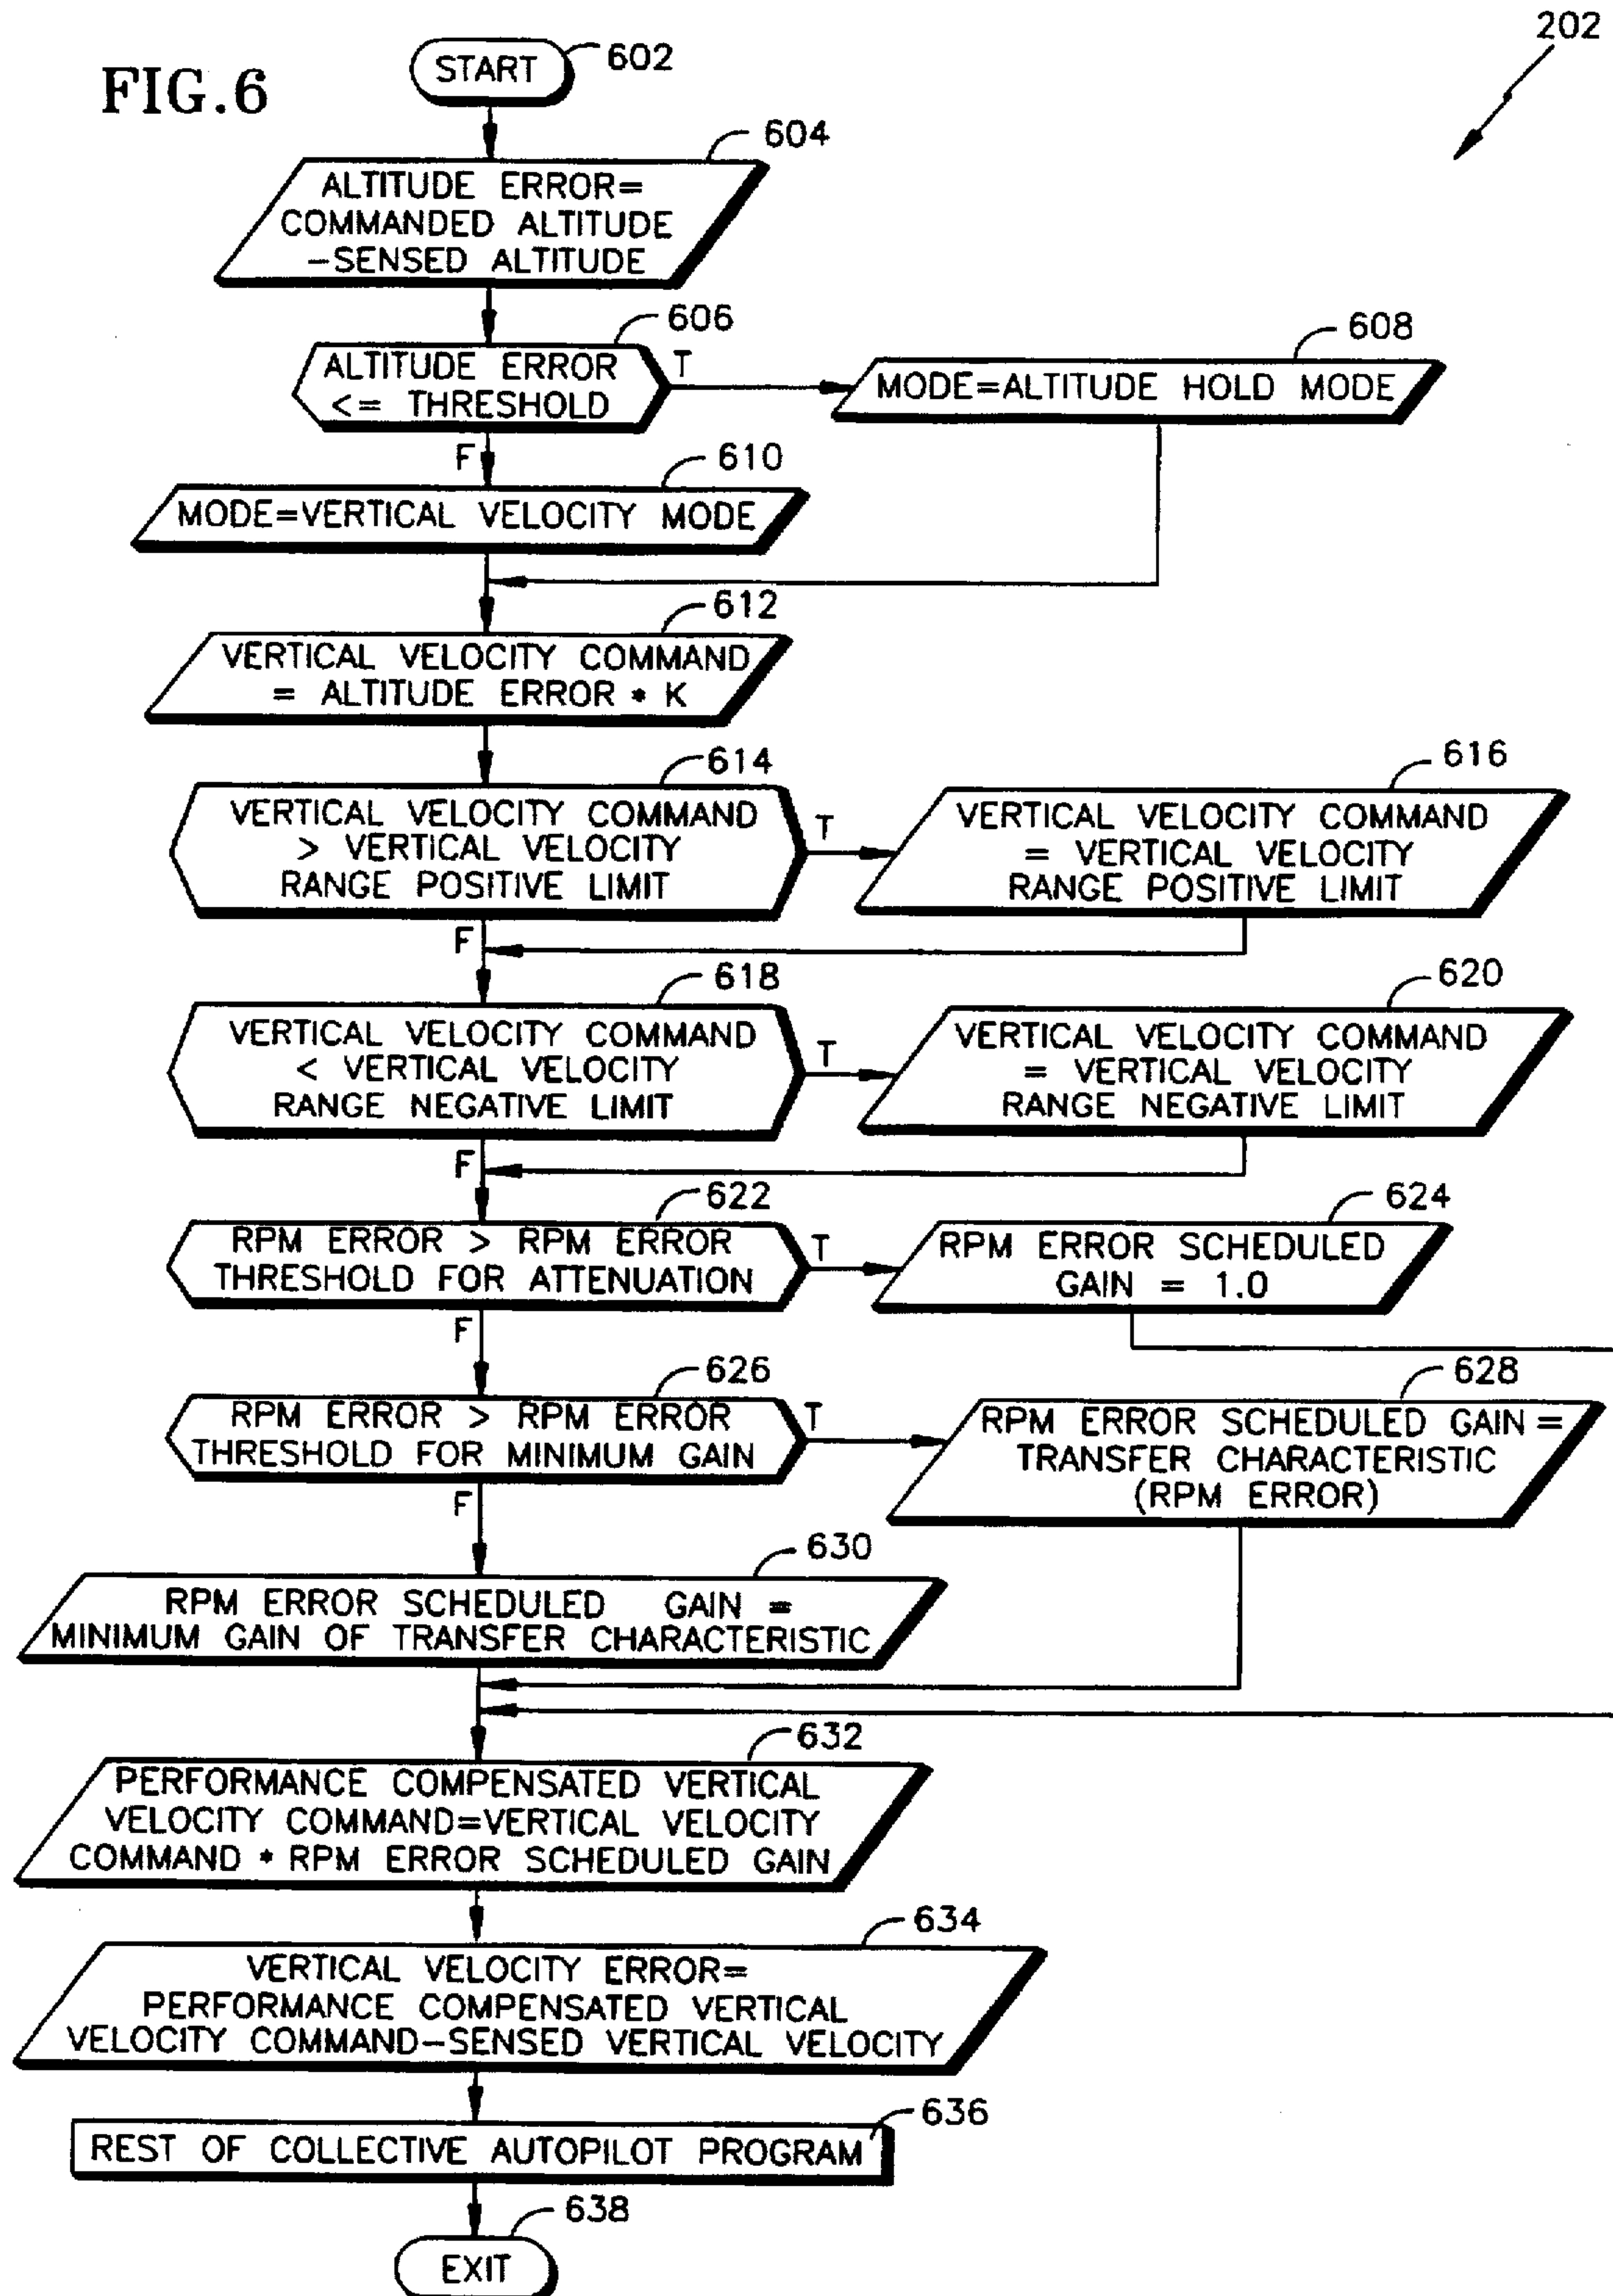 202
FIG.6
START
602
604
ALTITUDE ERROR=
COMMANDED ALTITUDE
-SENSED ALTITUDE
606
ALTITUDE ERROR
<= THRESHOLD
T
608
MODE=ALTITUDE HOLD MODE
F
610
MODE=VERTICAL VELOCITY MODE
612
VERTICAL VELOCITY COMMAND
= ALTITUDE ERROR * K
614
VERTICAL VELOCITY COMMAND
> VERTICAL VELOCITY
RANGE POSITIVE LIMIT
T
616
VERTICAL VELOCITY COMMAND
= VERTICAL VELOCITY
RANGE POSITIVE LIMIT
F
618
VERTICAL VELOCITY COMMAND
< VERTICAL VELOCITY
RANGE NEGATIVE LIMIT
T
620
VERTICAL VELOCITY COMMAND
= VERTICAL VELOCITY
RANGE NEGATIVE LIMIT
F
622
RPM ERROR > RPM ERROR
THRESHOLD FOR ATTENUATION
T
624
RPM ERROR SCHEDULED
GAIN = 1.0
F
626
RPM ERROR > RPM ERROR
THRESHOLD FOR MINIMUM GAIN
T
628
RPM ERROR SCHEDULED GAIN =
TRANSFER CHARACTERISTIC
(RPM ERROR)
F
630
RPM ERROR SCHEDULED GAIN =
MINIMUM GAIN OF TRANSFER CHARACTERISTIC
632
PERFORMANCE COMPENSATED VERTICAL
VELOCITY COMMAND=VERTICAL VELOCITY
COMMAND * RPM ERROR SCHEDULED GAIN
634
VERTICAL VELOCITY ERROR=
PERFORMANCE COMPENSATED VERTICAL
VELOCITY COMMAND-SENSED VERTICAL VELOCITY
636
REST OF COLLECTIVE AUTOPILOT PROGRAM
638
EXIT